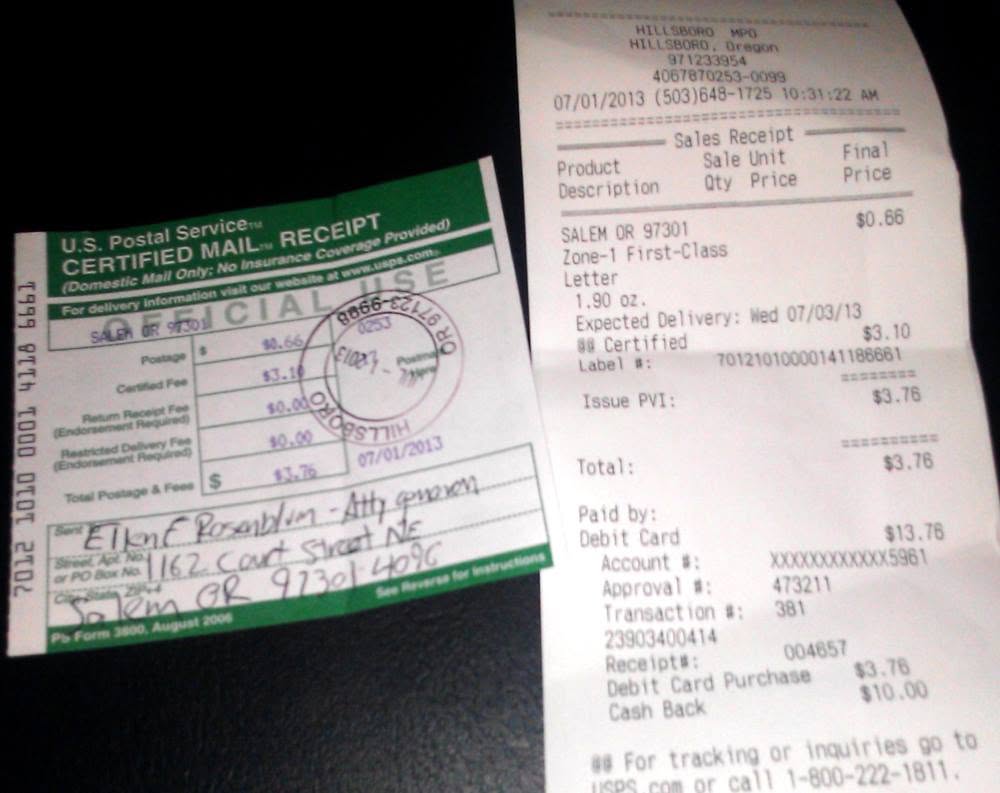 U.S. Postal Service™
CERTIFIED MAIL™ RECEIPT
(Domestic Mail Only; No Insurance Coverage Provided)
For delivery information visit our website at www.usps.com
OFFICIAL USE
SALEM OR 97301
Postage $ $0.66 0253
Certified Fee $3.10
Return Receipt Fee
(Endorsement Required) $0.00
Restricted Delivery Fee
(Endorsement Required) $0.00
Total Postage & Fees $ $3.76 07/01/2013
OR 97123-9998
HILLSBORO
Sent Ellen F Rosenblum - Atty
Street, Apt. No.,
or PO Box No. 1162 Court Street NE
City, State, ZIP+4 Salem OR 97301-4096
PS Form 3800, August 2006 See Reverse for Instructions
7012 1010 0001 4118 6661
HILLSBORO MPO
HILLSBORO, Oregon
971233954
4067870253-0099
07/01/2013 (503)648-1725 10:31:22 AM
Sales Receipt
Product Sale Unit Final
Description Qty Price Price
SALEM OR 97301 $0.66
Zone-1 First-Class
Letter
1.90 oz.
Expected Delivery: Wed 07/03/13
@@ Certified $3.10
Label #: 70121010000141186661
========
Issue PVI: $3.76
==========
Total: $3.76
Paid by:
Debit Card $13.76
Account #: XXXXXXXXXXXX5961
Approval #: 473211
Transaction #: 381
23903400414
Receipt#: 004657
Debit Card Purchase $3.76
Cash Back $10.00
@@ For tracking or inquiries go to
USPS.com or call 1-800-222-1811.